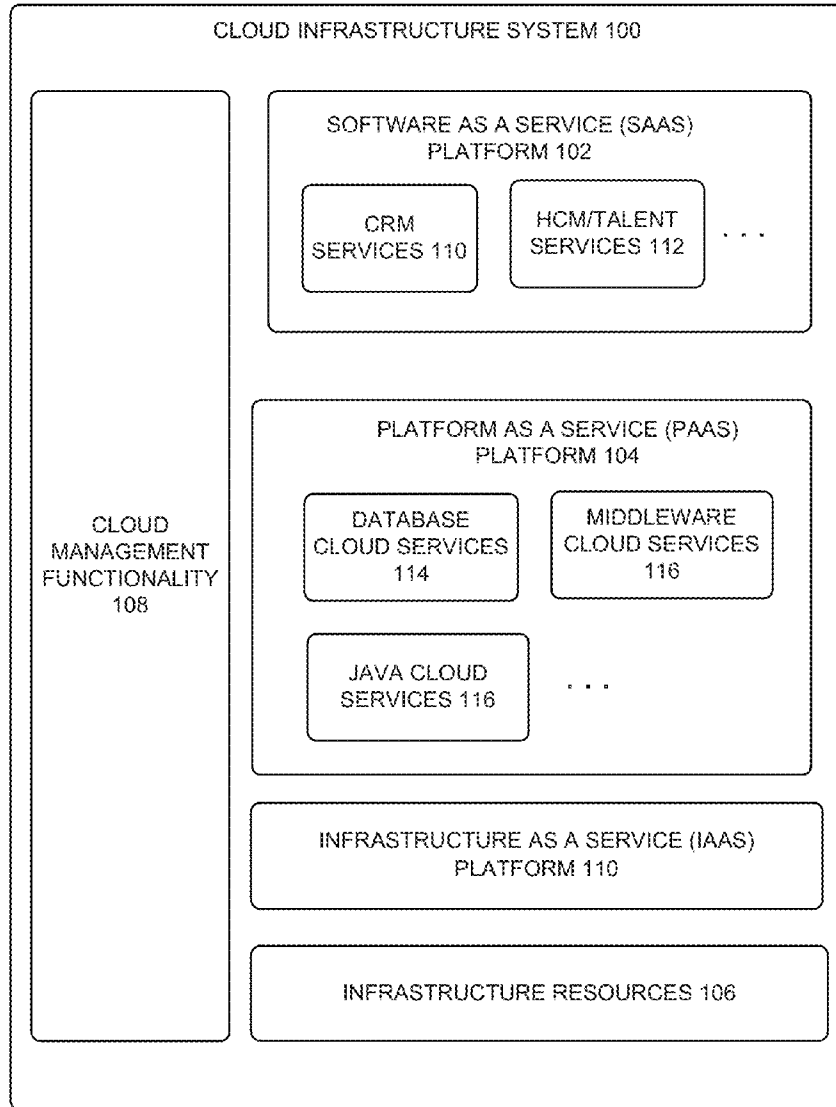 CLOUD INFRASTRUCTURE SYSTEM 100
SOFTWARE AS A SERVICE (SAAS)
PLATFORM 102
CRM
SERVICES 110
HCM/TALENT
SERVICES 112
. . .
PLATFORM AS A SERVICE (PAAS)
PLATFORM 104
DATABASE
CLOUD SERVICES
114
MIDDLEWARE
CLOUD SERVICES
116
JAVA CLOUD
SERVICES 116
. . .
CLOUD
MANAGEMENT
FUNCTIONALITY
108
INFRASTRUCTURE AS A SERVICE (IAAS)
PLATFORM 110
INFRASTRUCTURE RESOURCES 106